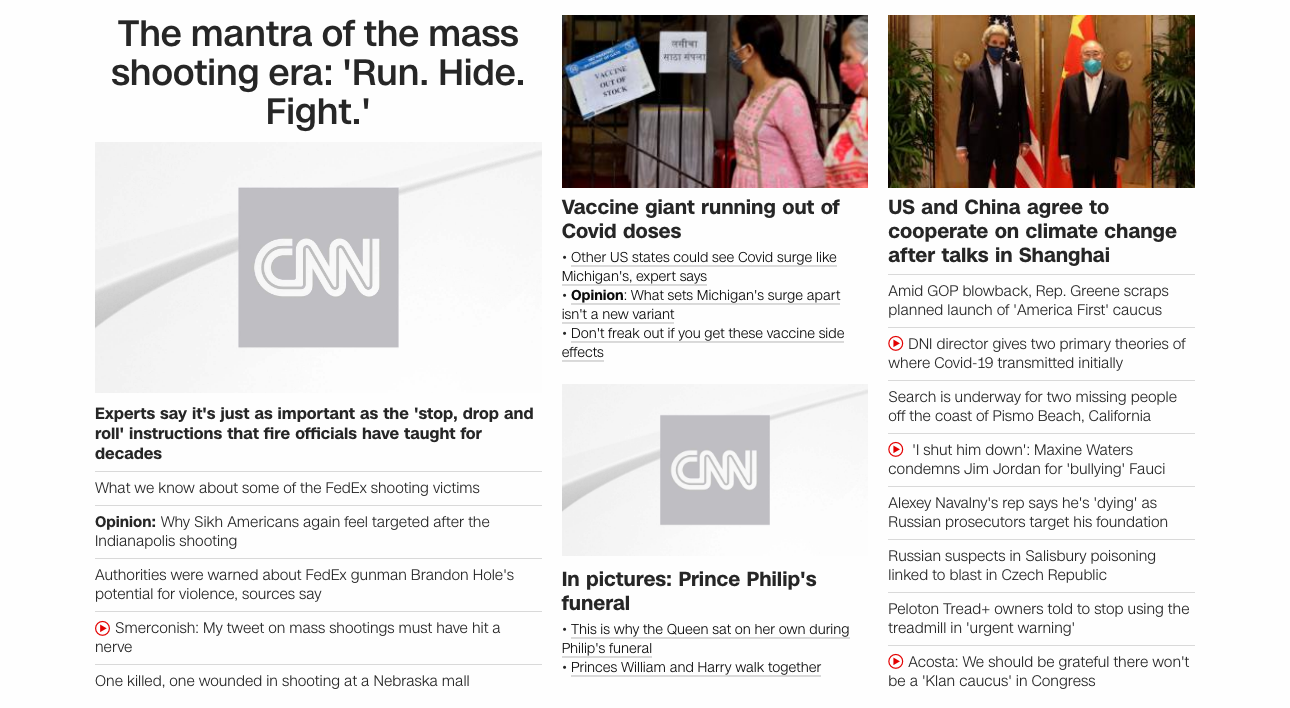 The mantra of the mass
shooting era: 'Run. Hide.
Fight.'
CNN
Experts say it's just as important as the 'stop, drop and
roll' instructions that fire officials have taught for
decades
What we know about some of the FedEx shooting victims
Opinion: Why Sikh Americans again feel targeted after the
Indianapolis shooting
Authorities were warned about FedEx gunman Brandon Hole's
potential for violence, sources say
Smerconish: My tweet on mass shootings must have hit a
nerve
One killed, one wounded in shooting at a Nebraska mall
VACCINE
OUT OF
STOCK
लसीचा
साठा संपला
Vaccine giant running out of
Covid doses
• Other US states could see Covid surge like
Michigan's, expert says
• Opinion: What sets Michigan's surge apart
isn't a new variant
• Don't freak out if you get these vaccine side
effects
CNN
In pictures: Prince Philip's
funeral
• This is why the Queen sat on her own during
Philip's funeral
• Princes William and Harry walk together
US and China agree to
cooperate on climate change
after talks in Shanghai
Amid GOP blowback, Rep. Greene scraps
planned launch of 'America First' caucus
DNI director gives two primary theories of
where Covid-19 transmitted initially
Search is underway for two missing people
off the coast of Pismo Beach, California
'I shut him down': Maxine Waters
condemns Jim Jordan for 'bullying' Fauci
Alexey Navalny's rep says he's 'dying' as
Russian prosecutors target his foundation
Russian suspects in Salisbury poisoning
linked to blast in Czech Republic
Peloton Tread+ owners told to stop using the
treadmill in 'urgent warning'
Acosta: We should be grateful there won't
be a 'Klan caucus' in Congress